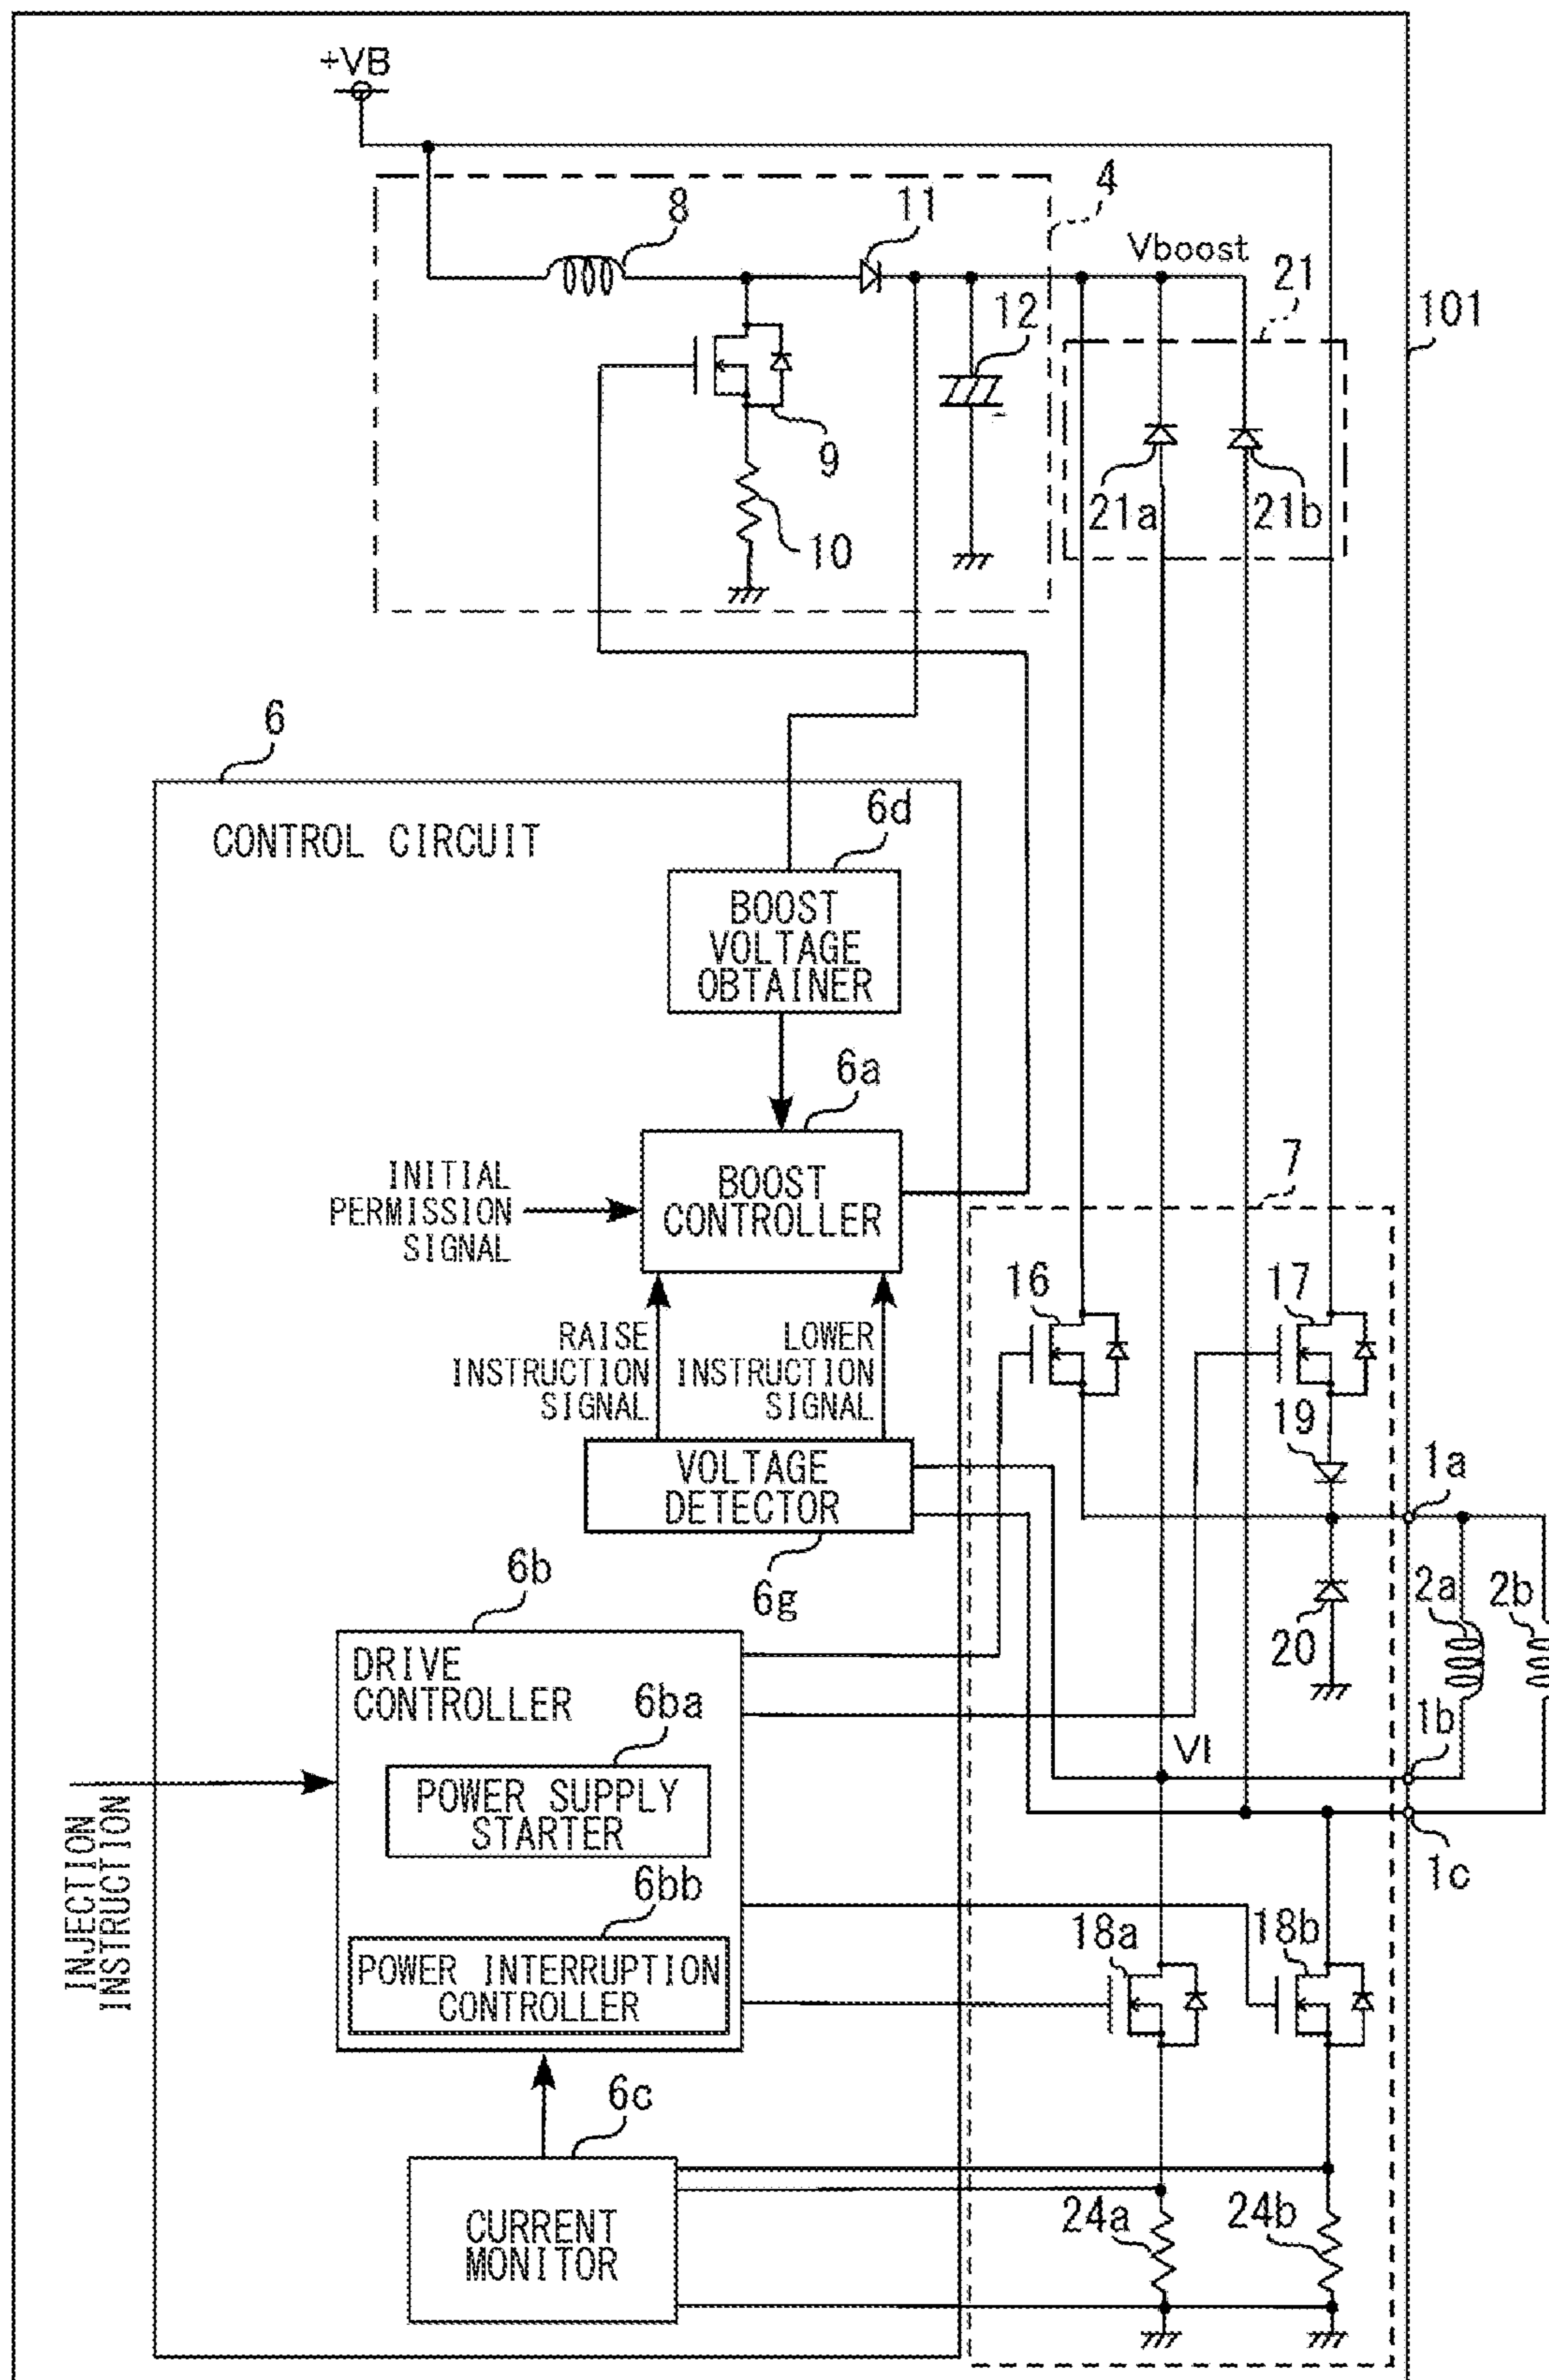 +VB
8
11
4
Vboost
21
101
12
9
10
21a
21b
6
CONTROL CIRCUIT
6d
BOOST
VOLTAGE
OBTAINER
6a
INITIAL
PERMISSION
SIGNAL
BOOST
CONTROLLER
7
16
17
RAISE
INSTRUCTION
SIGNAL
LOWER
INSTRUCTION
SIGNAL
19
1a
VOLTAGE
DETECTOR
6g
6b
2a
2b
20
DRIVE
CONTROLLER
6ba
1b
VI
POWER SUPPLY
STARTER
1c
INJECTION
INSTRUCTION
6bb
18a
18b
POWER INTERRUPTION
CONTROLLER
6c
CURRENT
MONITOR
24a
24b